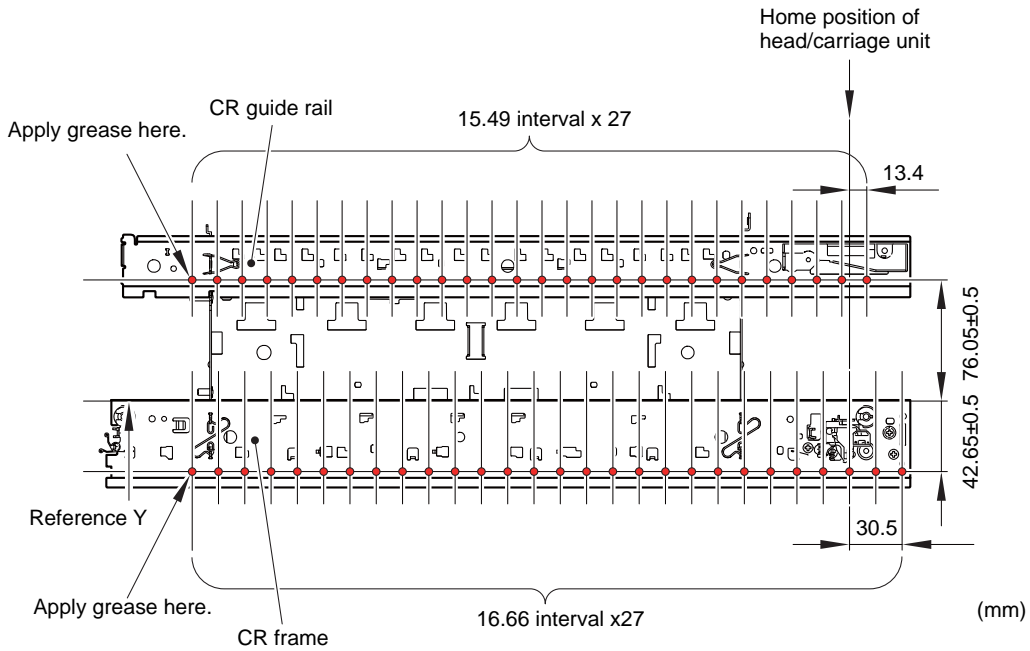 Home position of
head/carriage unit
CR guide rail
15.49 interval x 27
Apply grease here.
13.4
76.05±0.5
42.65±0.5
Reference Y
30.5
Apply grease here.
16.66 interval x27
(mm)
CR frame